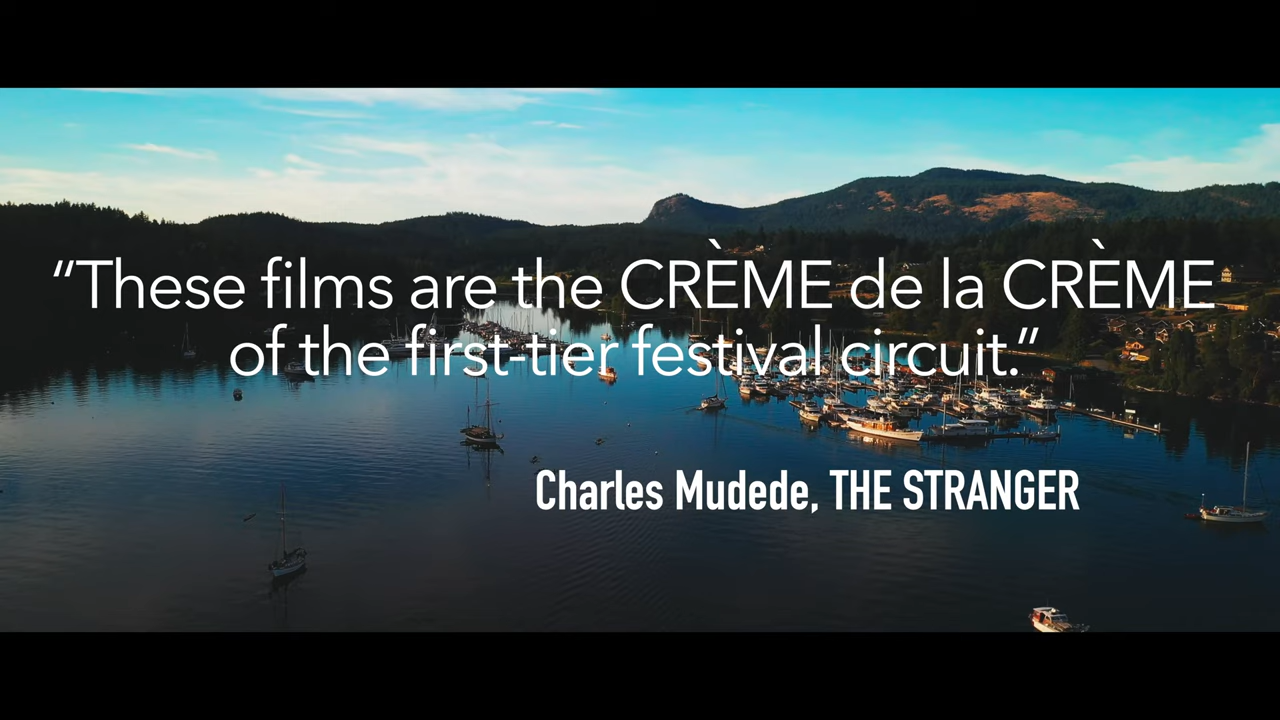 “These films are the CRÈME de la CRÈME
of the first-tier festival circuit.”
Charles Mudede, THE STRANGER